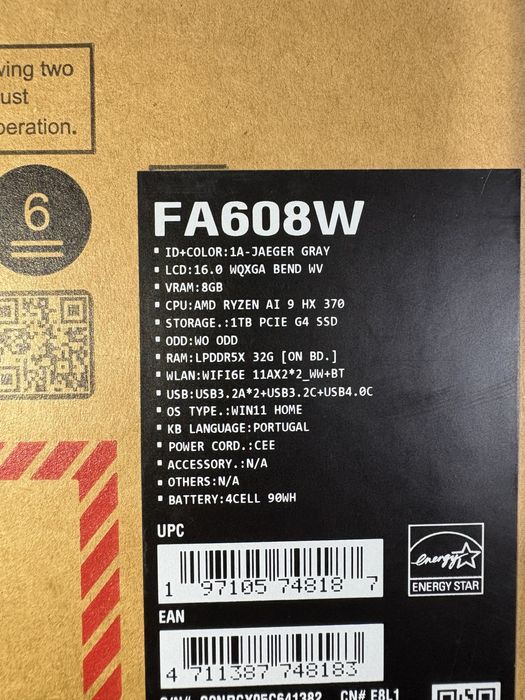 wing two
ust
peration.
6
FA608W
ID+COLOR:1A-JAEGER GRAY
LCD:16.0 WQXGA BEND WV
VRAM:8GB
CPU:AMD RYZEN AI 9 HX 370
STORAGE.:1TB PCIE G4 SSD
ODD:WO ODD
RAM:LPDDR5X 32G [ON BD.]
WLAN:WIFI6E 11AX2*2_WW+BT
USB:USB3.2A*2+USB3.2C+USB4.0C
OS TYPE.:WIN11 HOME
KB LANGUAGE:PORTUGAL
POWER CORD.:CEE
ACCESSORY.:N/A
OTHERS:N/A
BATTERY:4CELL 90WH
UPC
1 97105 74818 7
energy
ENERGY STAR
EAN
4 711387 748183
CN# E8L1